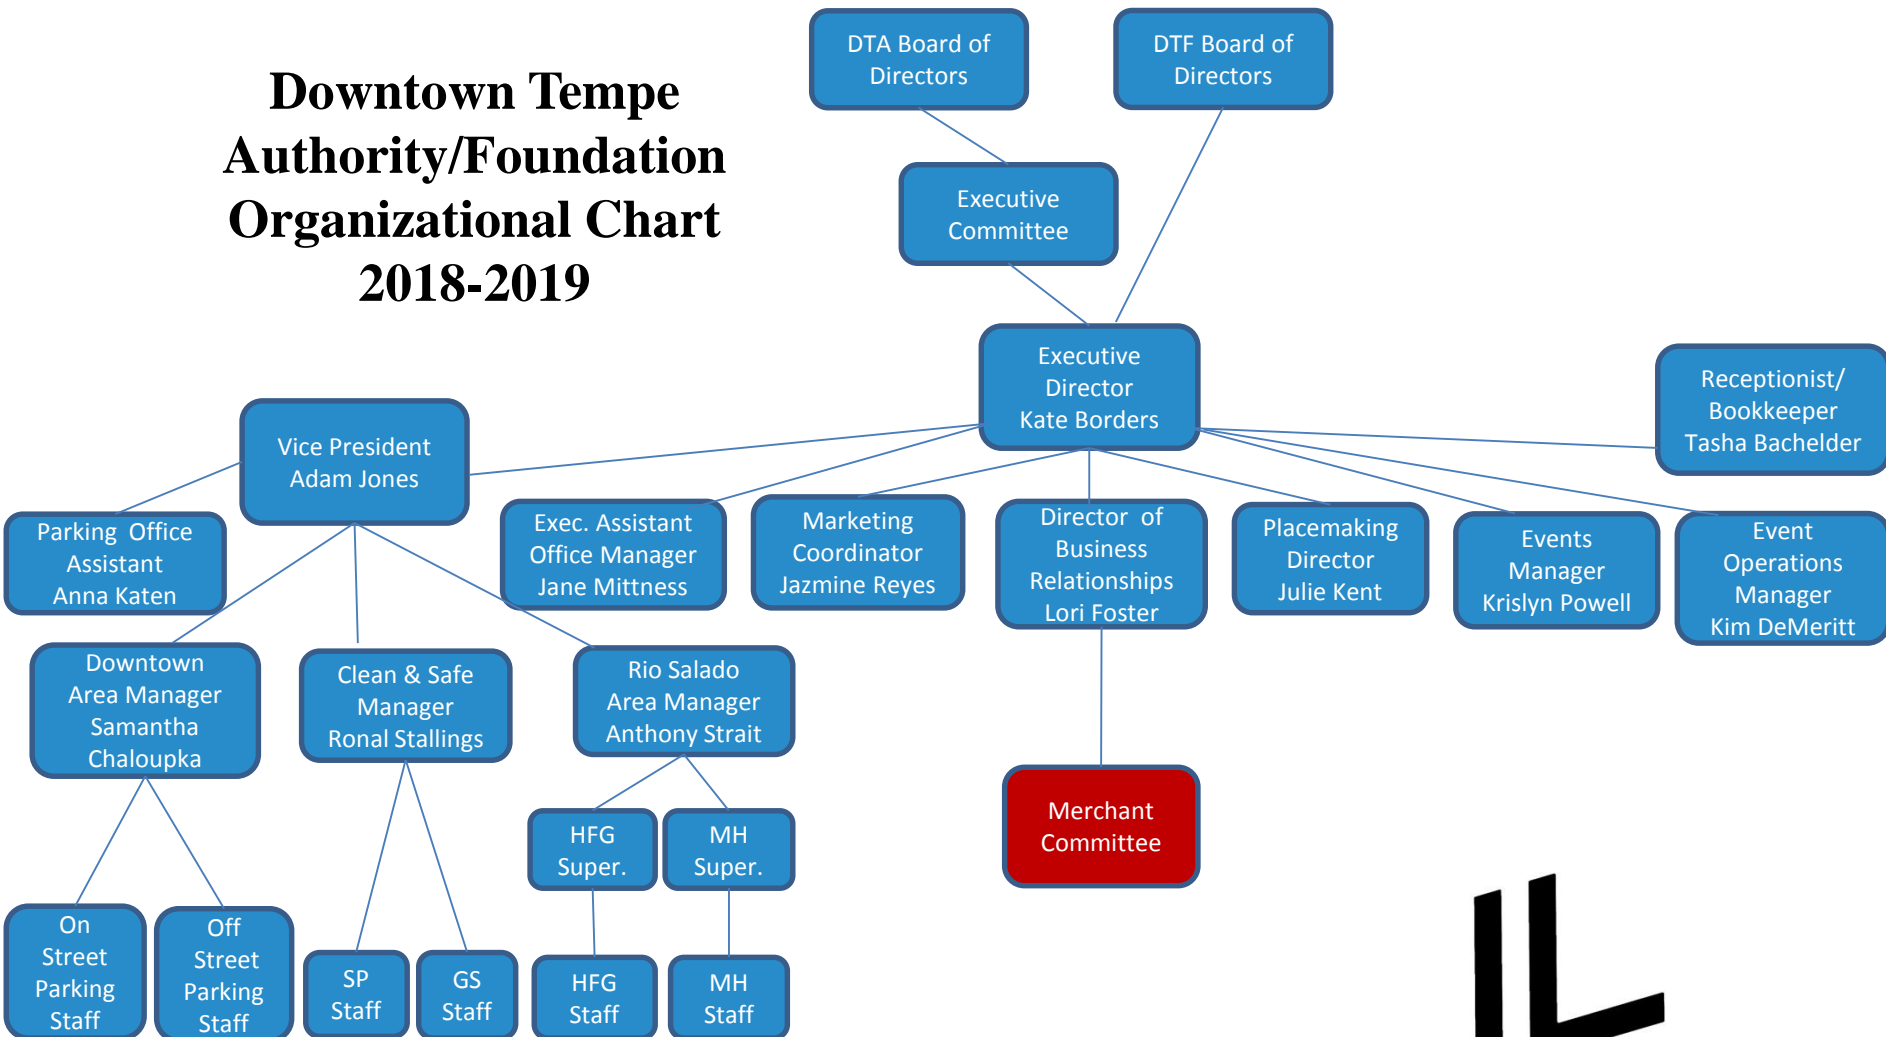 Downtown Tempe
Authority/Foundation
Organizational Chart
2018-2019
DTA Board of
Directors
DTF Board of
Directors
Executive
Committee
Executive
Director
Kate Borders
Receptionist/
Bookkeeper
Tasha Bachelder
Vice President
Adam Jones
Parking Office
Assistant
Anna Katen
Exec. Assistant
Office Manager
Jane Mittness
Marketing
Coordinator
Jazmine Reyes
Director of
Business
Relationships
Lori Foster
Placemaking
Director
Julie Kent
Events
Manager
Krislyn Powell
Event
Operations
Manager
Kim DeMeritt
Downtown
Area Manager
Samantha
Chaloupka
Clean & Safe
Manager
Ronal Stallings
Rio Salado
Area Manager
Anthony Strait
Merchant
Committee
HFG
Super.
MH
Super.
On
Street
Parking
Staff
Off
Street
Parking
Staff
SP
Staff
GS
Staff
HFG
Staff
MH
Staff